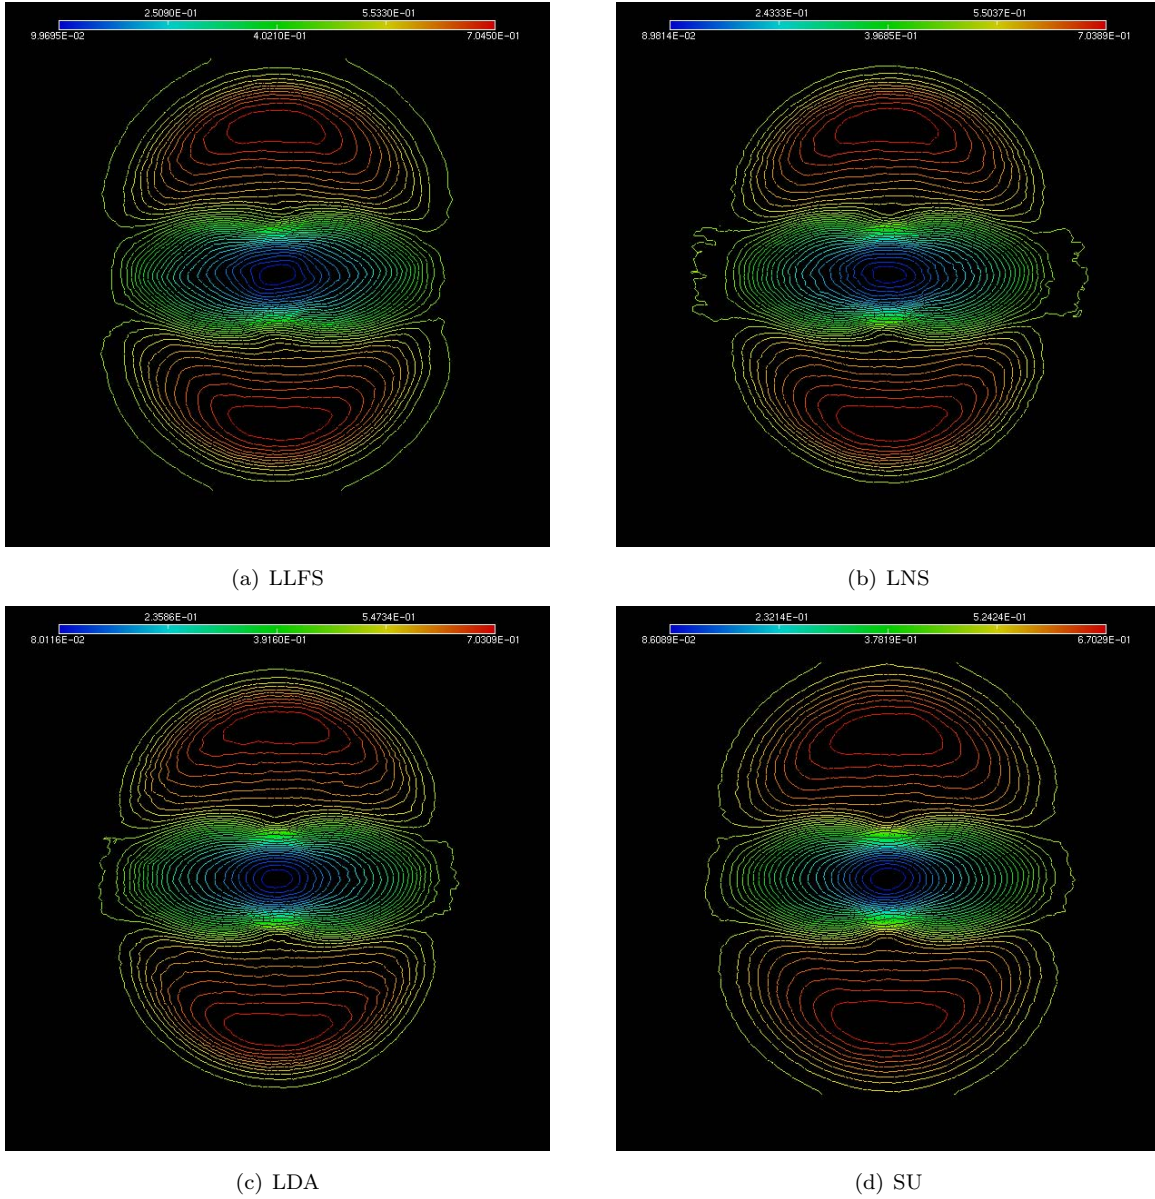 2.5090E-01 5.5330E-01
9.9695E-02 4.0210E-01 7.0450E-01
2.4333E-01 5.5037E-01
8.9814E-02 3.9685E-01 7.0389E-01
(a) LLFS
(b) LNS
2.3586E-01 5.4734E-01
8.0116E-02 3.9160E-01 7.0309E-01
2.3214E-01 5.2424E-01
8.6089E-02 3.7819E-01 6.7029E-01
(c) LDA
(d) SU